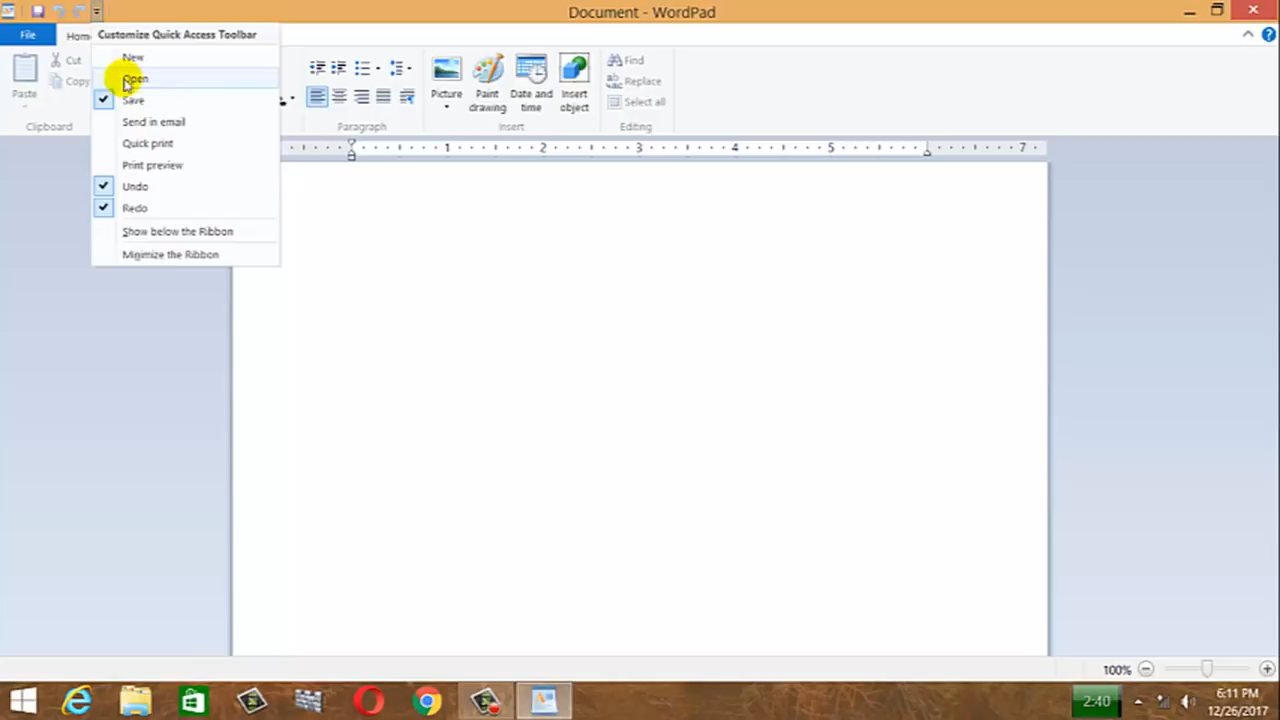 Document - WordPad
File
Hom
Customize Quick Access Toolbar
New
Open
Save
Send in email
Quick print
Print preview
Undo
Redo
Show below the Ribbon
Minimize the Ribbon
Paste
Cut
Copy
Clipboard
Paragraph
Picture
Paint drawing
Date and time
Insert object
Insert
Find
Replace
Select all
Editing
1 2 3 4 5 7
100%
2:40
6:11 PM
12/26/2017